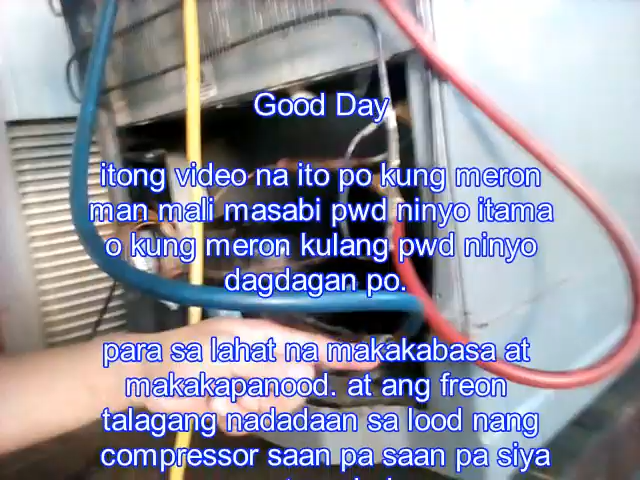 Good Day
itong video na ito po kung meron
man mali masabi pwd ninyo itama
o kung meron kulang pwd ninyo
dagdagan po.
para sa lahat na makakabasa at
makakapanood. at ang freon
talagang nadadaan sa lood nang
compressor saan pa saan pa siya